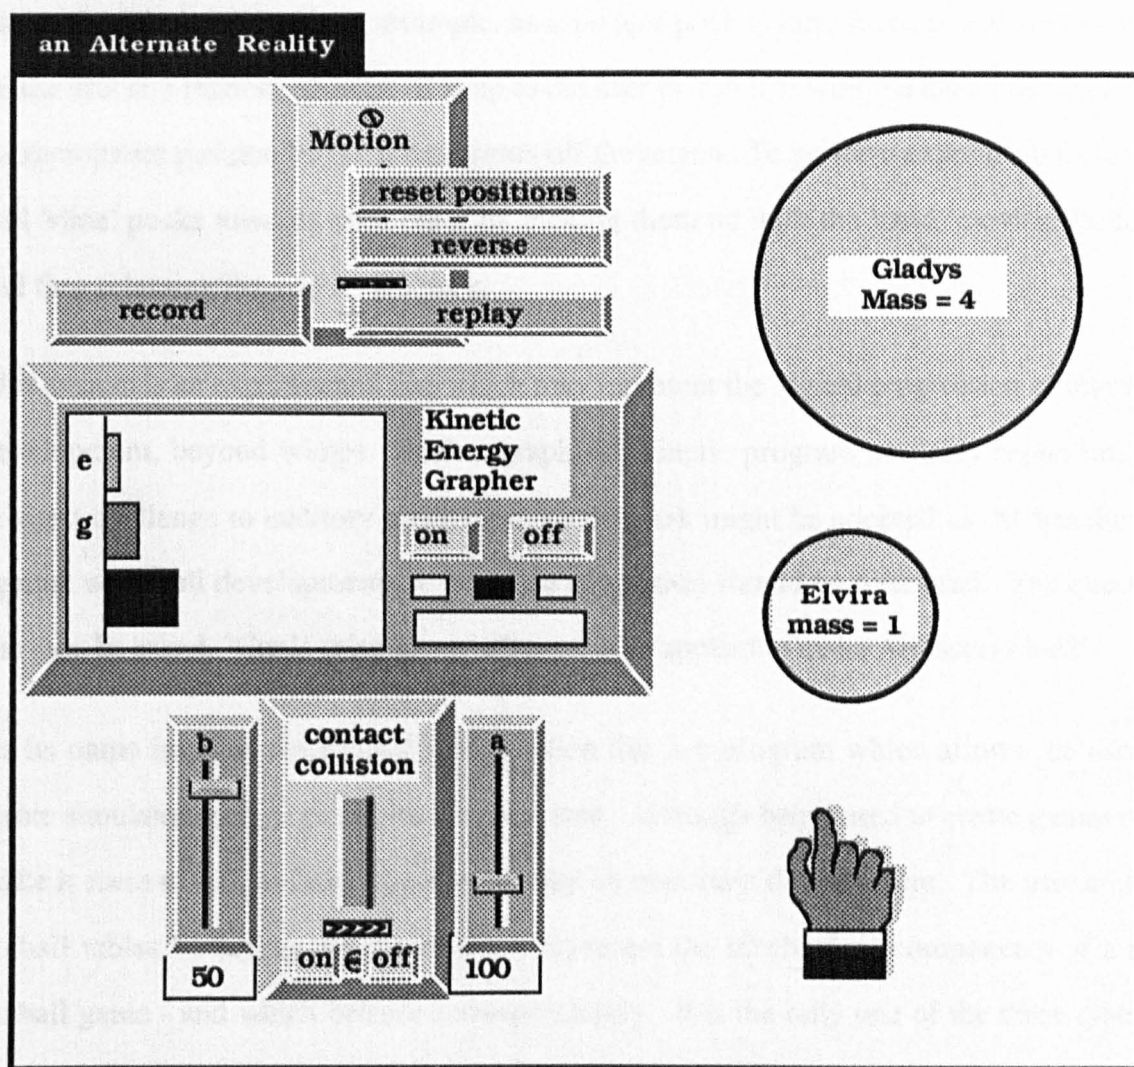 an Alternate Reality
Motion
reset positions
reverse
record
replay
Gladys
Mass = 4
Kinetic
Energy
Grapher
e
g
on off
Elvira
mass = 1
b
contact
collision
a
on off
50
100